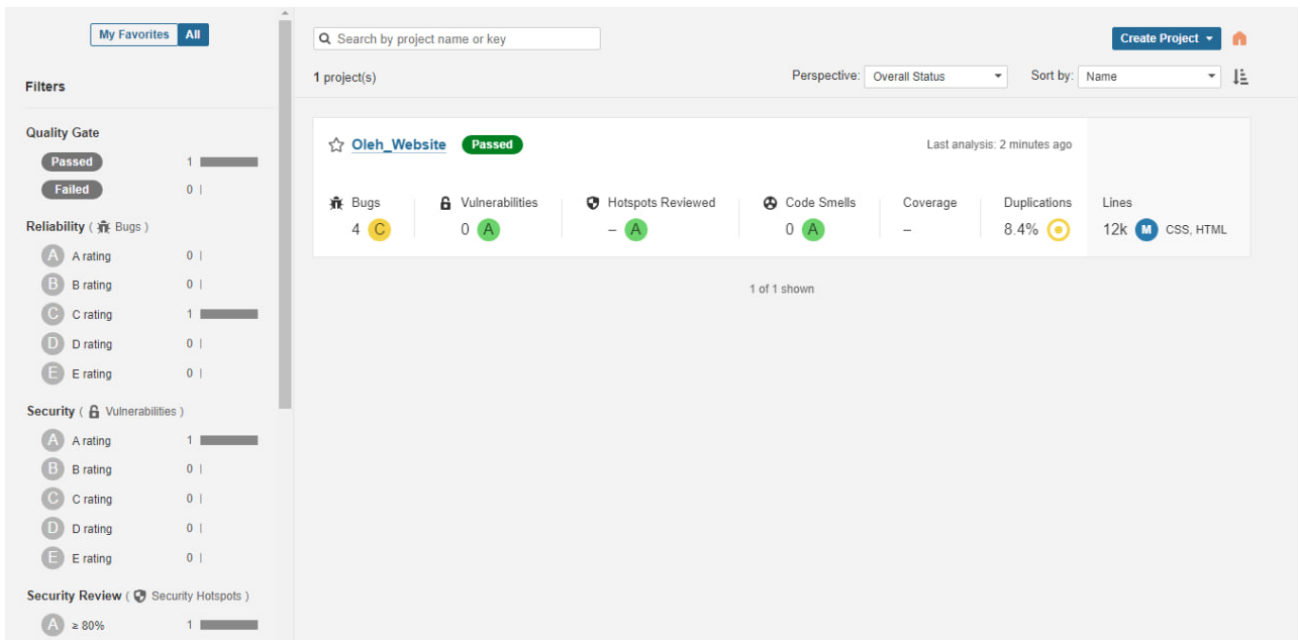 My Favorites All
Filters
Quality Gate
Passed 1
Failed 0
Reliability ( Bugs )
A A rating 0
B B rating 0
C C rating 1
D D rating 0
E E rating 0
Security ( Vulnerabilities )
A A rating 1
B B rating 0
C C rating 0
D D rating 0
E E rating 0
Security Review ( Security Hotspots )
A ≥ 80% 1
Search by project name or key
Create Project
1 project(s)
Perspective: Overall Status Sort by: Name
Oleh_Website Passed Last analysis: 2 minutes ago
Bugs Vulnerabilities Hotspots Reviewed Code Smells Coverage Duplications Lines
4 C 0 A – A 0 A – 8.4% 12k M CSS, HTML
1 of 1 shown